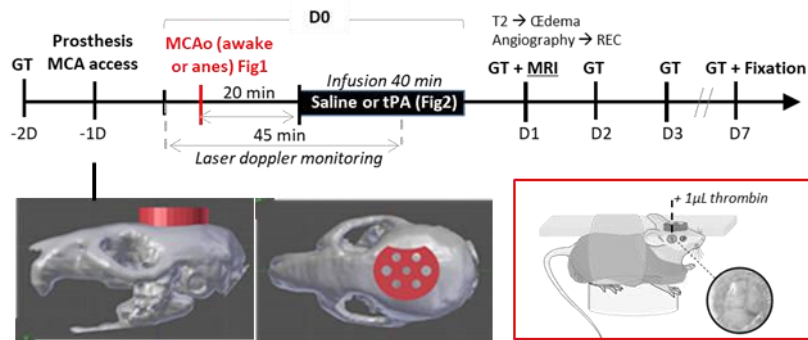 D0
T2 → Œdema
Angiography → REC
Prosthesis
MCA access
MCAo (awake
or anes) Fig1
GT
Infusion 40 min
GT + MRI
GT
GT
GT + Fixation
20 min
Saline or tPA (Fig2)
-2D
-1D
45 min
D1
D2
D3
D7
Laser doppler monitoring
+ 1µL thrombin